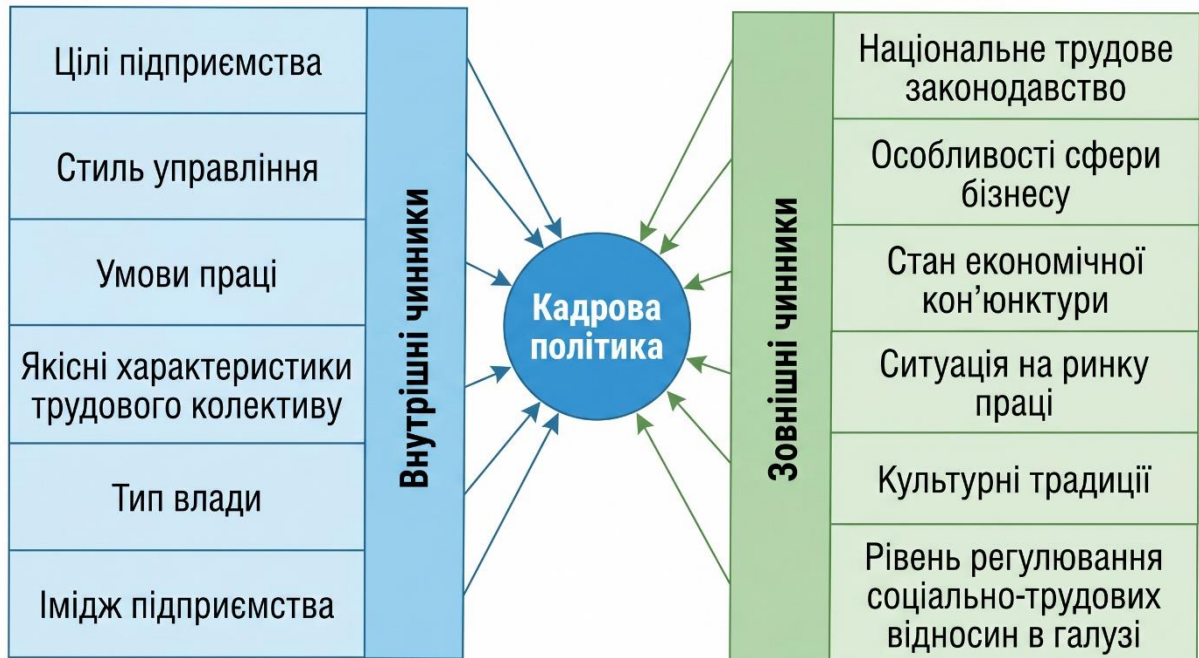 Цілі підприємства
Стиль управління
Умови праці
Якісні характеристики
трудового колективу
Тип влади
Імідж підприємства
Внутрішні чинники
Кадрова
політика
Зовнішні чинники
Національне трудове
законодавство
Особливості сфери
бізнесу
Стан економічної
кон’юнктури
Ситуація на ринку
праці
Культурні традиції
Рівень регулювання
соціально-трудових
відносин в галузі